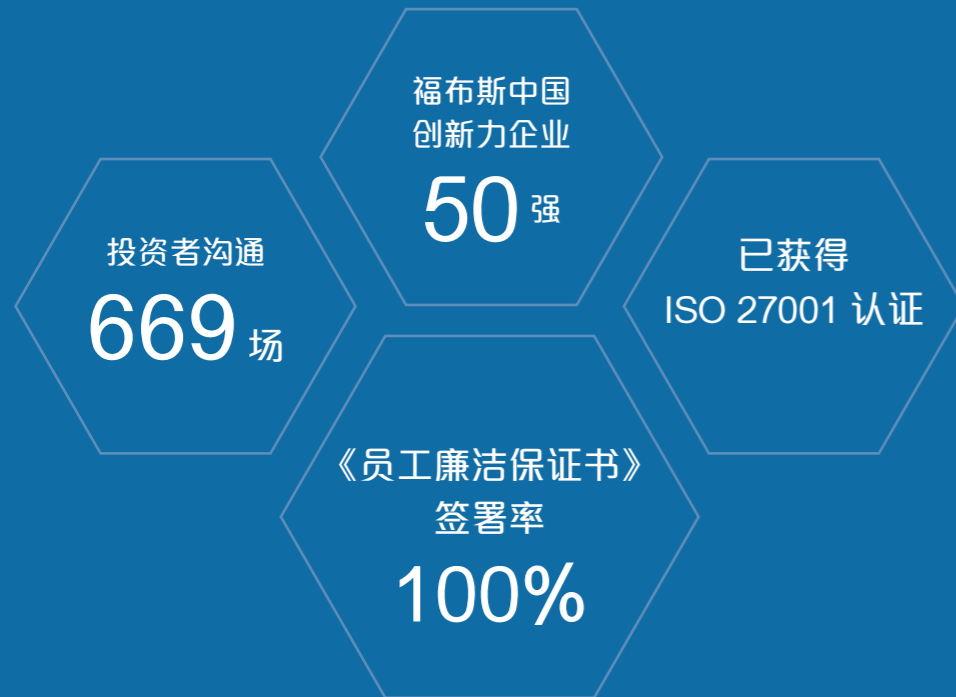 福布斯中国
创新力企业
50 强
投资者沟通
669 场
已获得
ISO 27001 认证
《员工廉洁保证书》
签署率
100%